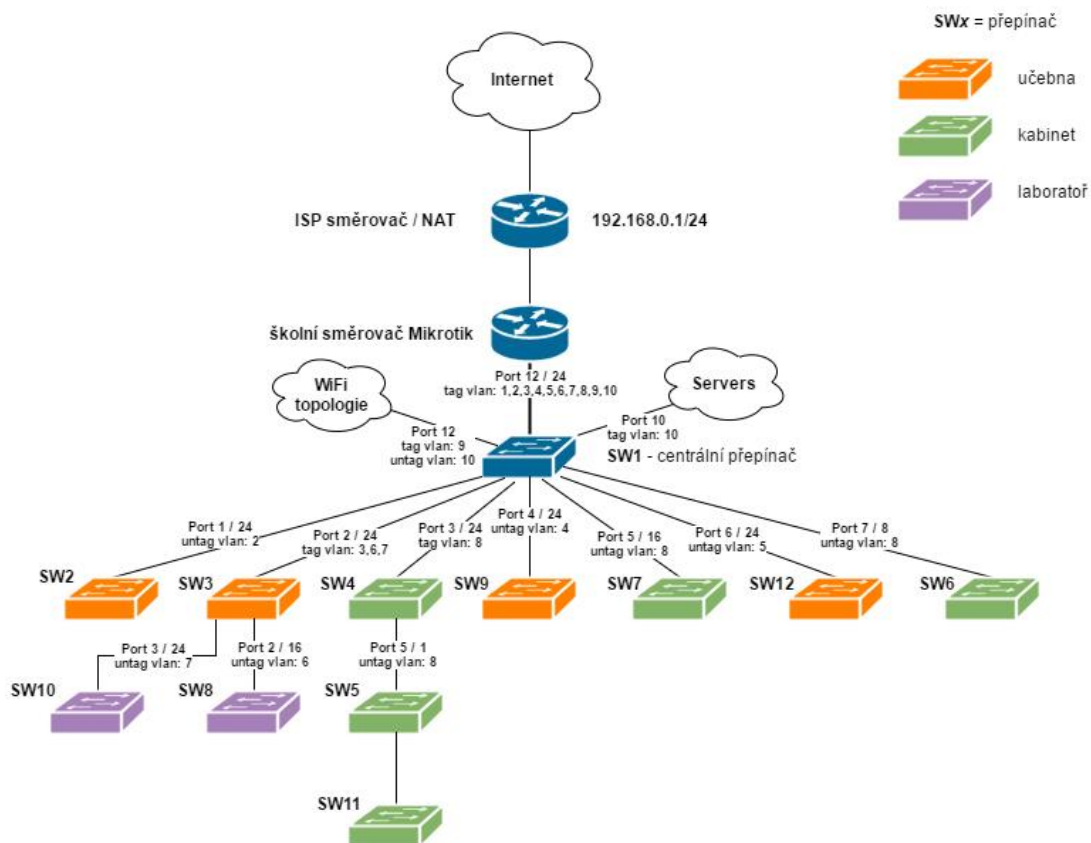 SWx = přepínač
Internet
učebna
kabinet
laboratoř
ISP směrovač / NAT
192.168.0.1/24
školní směrovač Mikrotik
WiFi
topologie
Port 12 / 24
tag vlan: 1,2,3,4,5,6,7,8,9,10
Servers
Port 12
tag vlan: 9
untag vlan: 10
Port 10
tag vlan: 10
SW1 - centrální přepínač
Port 1 / 24
untag vlan: 2
Port 2 / 24
tag vlan: 3,6,7
Port 3 / 24
tag vlan: 8
Port 4 / 24
untag vlan: 4
Port 5 / 16
untag vlan: 8
Port 6 / 24
untag vlan: 5
Port 7 / 8
untag vlan: 8
SW2
SW3
SW4
SW9
SW7
SW12
SW6
Port 3 / 24
untag vlan: 7
Port 2 / 16
untag vlan: 6
Port 5 / 1
untag vlan: 8
SW10
SW8
SW5
SW11